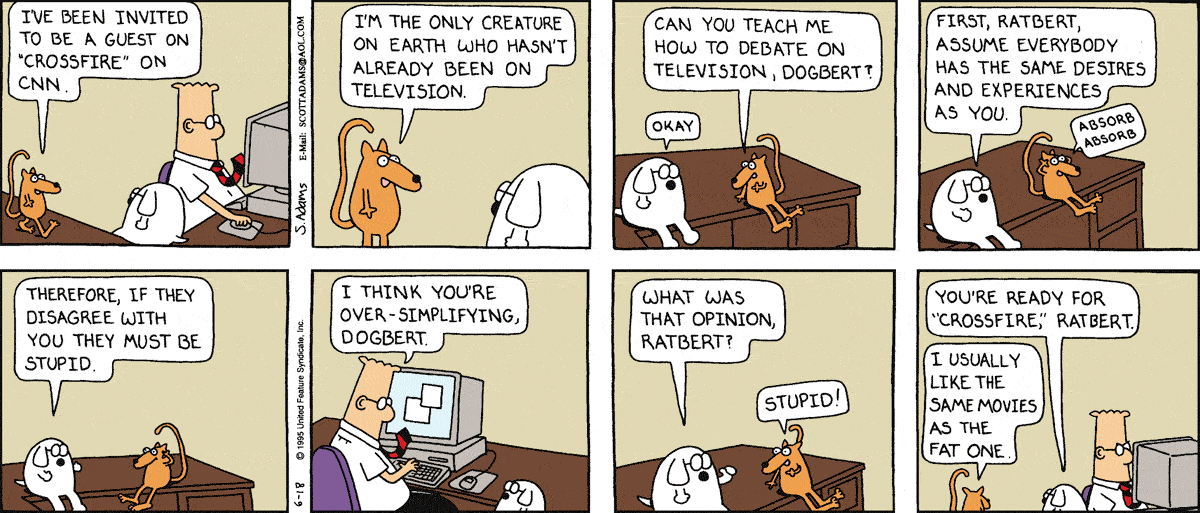 I'VE BEEN INVITED
TO BE A GUEST ON
"CROSSFIRE" ON
CNN.
S. Adams E-Mail: SCOTTADAMS@AOL.COM
I'M THE ONLY CREATURE
ON EARTH WHO HASN'T
ALREADY BEEN ON
TELEVISION.
CAN YOU TEACH ME
HOW TO DEBATE ON
TELEVISION, DOGBERT?
OKAY
FIRST, RATBERT,
ASSUME EVERYBODY
HAS THE SAME DESIRES
AND EXPERIENCES
AS YOU.
ABSORB
ABSORB
THEREFORE, IF THEY
DISAGREE WITH
YOU THEY MUST BE
STUPID.
6-18 © 1995 United Feature Syndicate, Inc.
I THINK YOU'RE
OVER-SIMPLIFYING,
DOGBERT.
WHAT WAS
THAT OPINION,
RATBERT?
STUPID!
YOU'RE READY FOR
"CROSSFIRE," RATBERT.
I USUALLY
LIKE THE
SAME MOVIES
AS THE
FAT ONE.